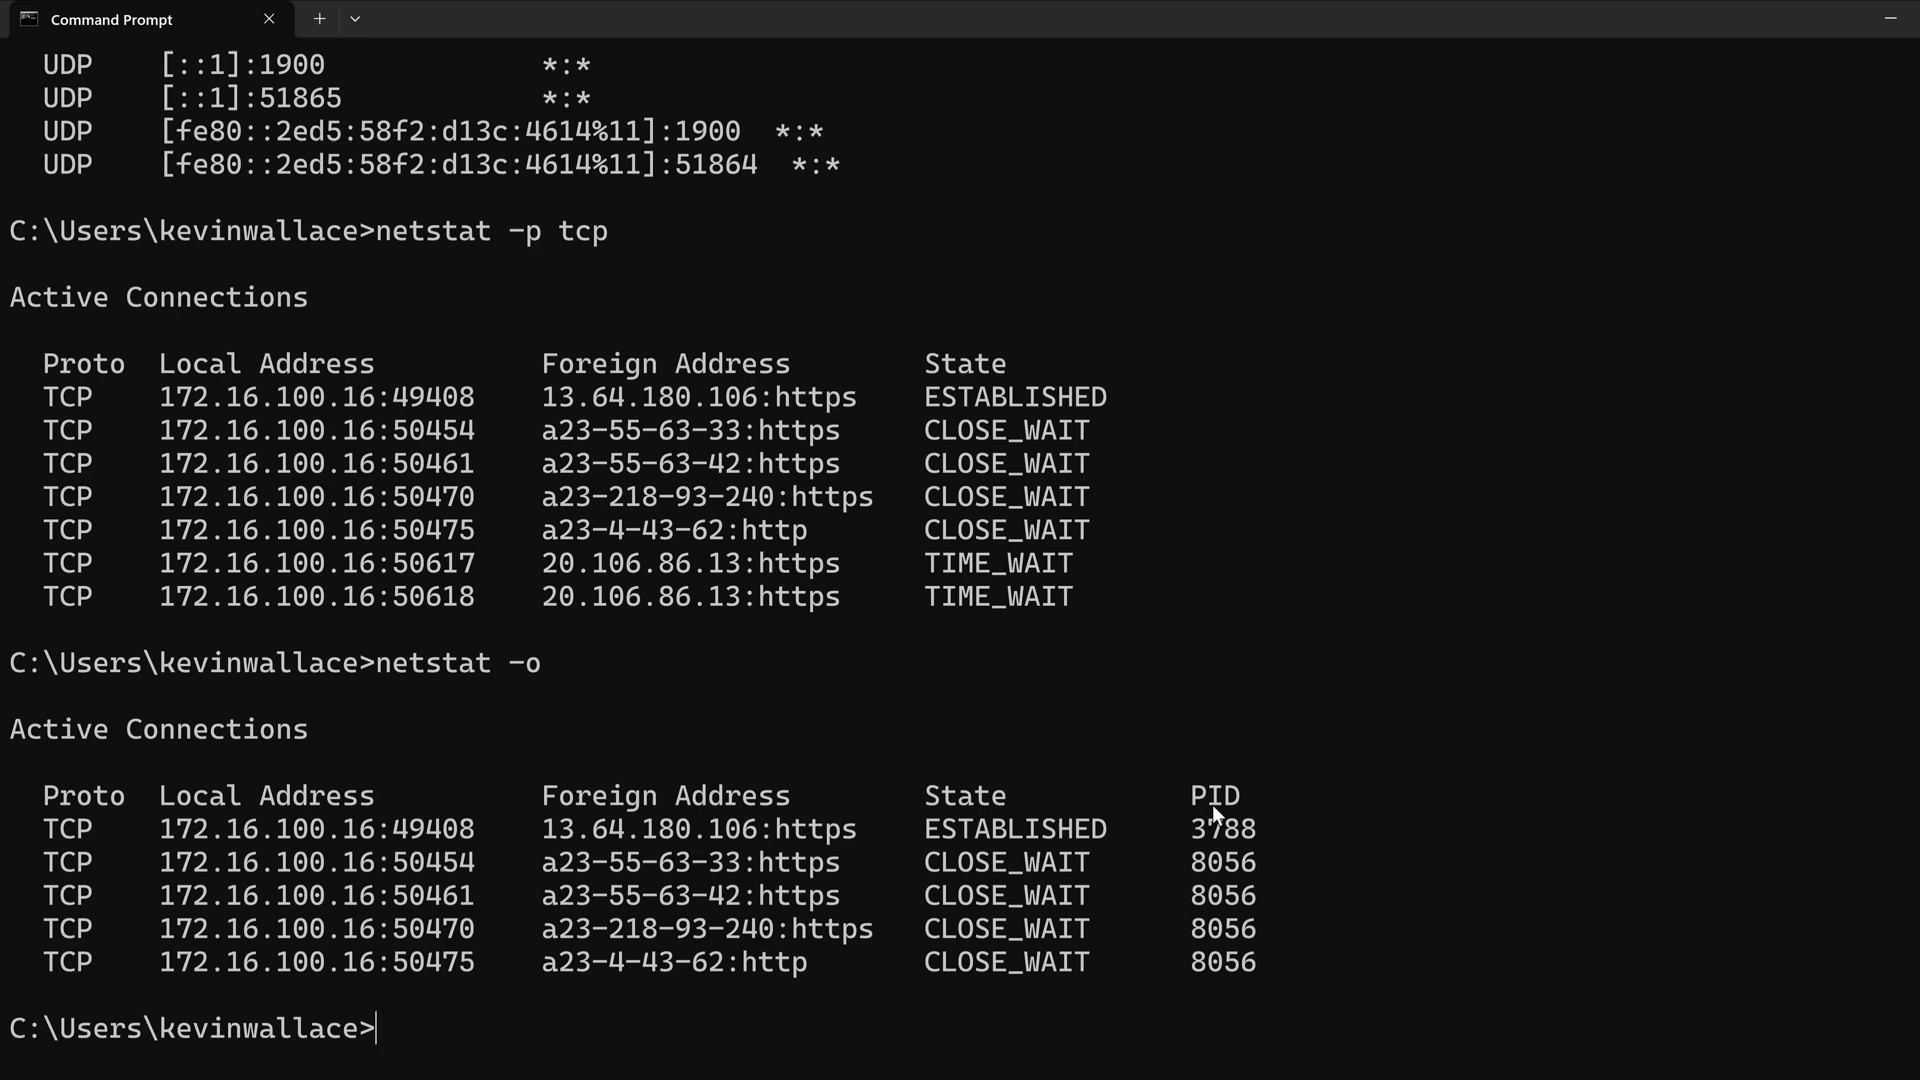 Command Prompt
UDP [::1]:1900 *:*
UDP [::1]:51865 *:*
UDP [fe80::2ed5:58f2:d13c:4614%11]:1900 *:*
UDP [fe80::2ed5:58f2:d13c:4614%11]:51864 *:*
C:\Users\kevinwallace>netstat -p tcp
Active Connections
Proto Local Address Foreign Address State
TCP 172.16.100.16:49408 13.64.180.106:https ESTABLISHED
TCP 172.16.100.16:50454 a23-55-63-33:https CLOSE_WAIT
TCP 172.16.100.16:50461 a23-55-63-42:https CLOSE_WAIT
TCP 172.16.100.16:50470 a23-218-93-240:https CLOSE_WAIT
TCP 172.16.100.16:50475 a23-4-43-62:http CLOSE_WAIT
TCP 172.16.100.16:50617 20.106.86.13:https TIME_WAIT
TCP 172.16.100.16:50618 20.106.86.13:https TIME_WAIT
C:\Users\kevinwallace>netstat -o
Active Connections
Proto Local Address Foreign Address State PID
TCP 172.16.100.16:49408 13.64.180.106:https ESTABLISHED 3788
TCP 172.16.100.16:50454 a23-55-63-33:https CLOSE_WAIT 8056
TCP 172.16.100.16:50461 a23-55-63-42:https CLOSE_WAIT 8056
TCP 172.16.100.16:50470 a23-218-93-240:https CLOSE_WAIT 8056
TCP 172.16.100.16:50475 a23-4-43-62:http CLOSE_WAIT 8056
C:\Users\kevinwallace>